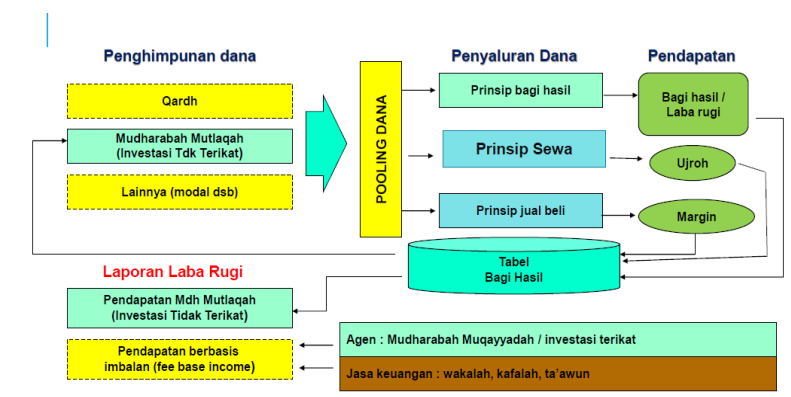 Penghimpunan dana
Penyaluran Dana
Pendapatan
Qardh
Mudharabah Mutlaqah
(Investasi Tdk Terikat)
Lainnya (modal dsb)
POOLING DANA
Prinsip bagi hasil
Prinsip Sewa
Prinsip jual beli
Bagi hasil /
Laba rugi
Ujroh
Margin
Tabel
Bagi Hasil
Laporan Laba Rugi
Pendapatan Mdh Mutlaqah
(Investasi Tidak Terikat)
Pendapatan berbasis
imbalan (fee base income)
Agen : Mudharabah Muqayyadah / investasi terikat
Jasa keuangan : wakalah, kafalah, ta'awun